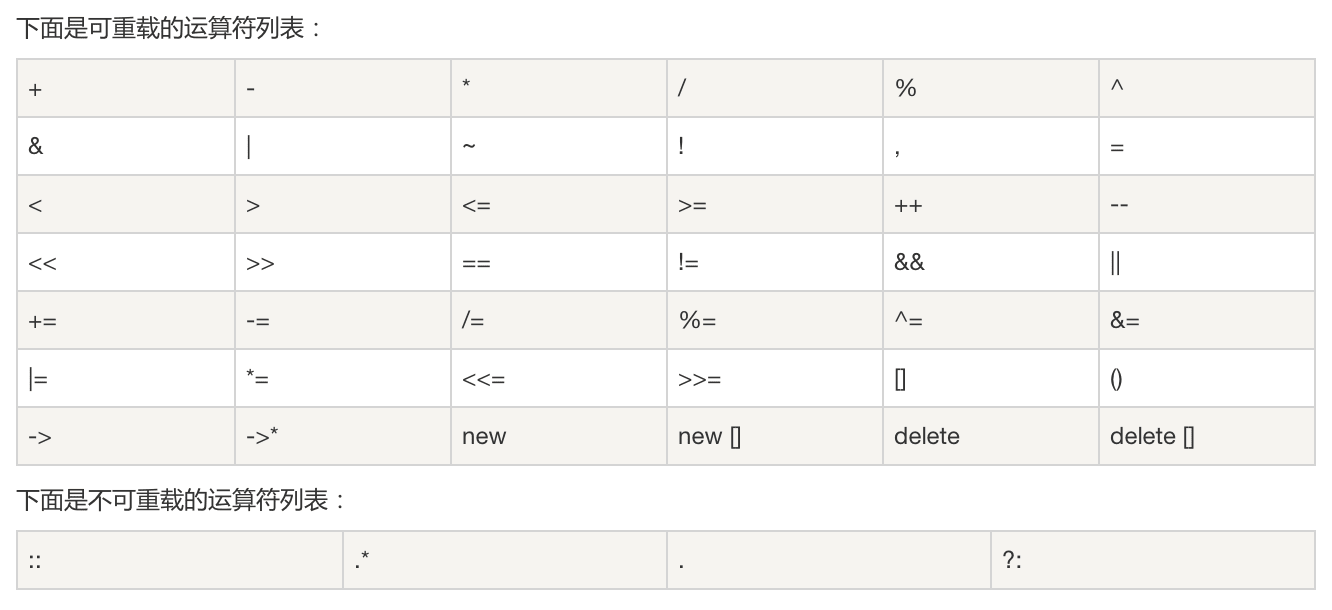 下面是可重载的运算符列表：
+ - * / % ^
& | ~ ! , =
< > <= >= ++ --
<< >> == != && ||
+= -= /= %= ^= &=
|= *= <<= >>= [] ()
-> ->* new new [] delete delete []
下面是不可重载的运算符列表：
:: .* . ?: